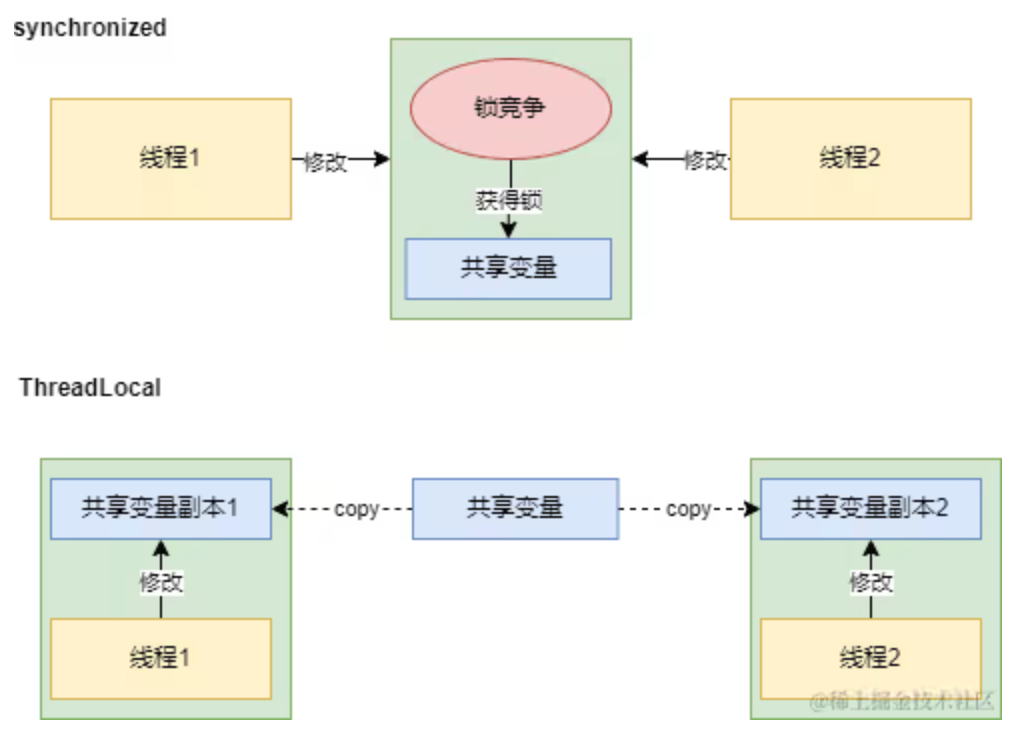 synchronized
锁竞争
线程1
修改
修改
线程2
获得锁
共享变量
ThreadLocal
共享变量副本1
copy
共享变量
copy
共享变量副本2
修改
修改
线程1
线程2
@稀土掘金技术社区